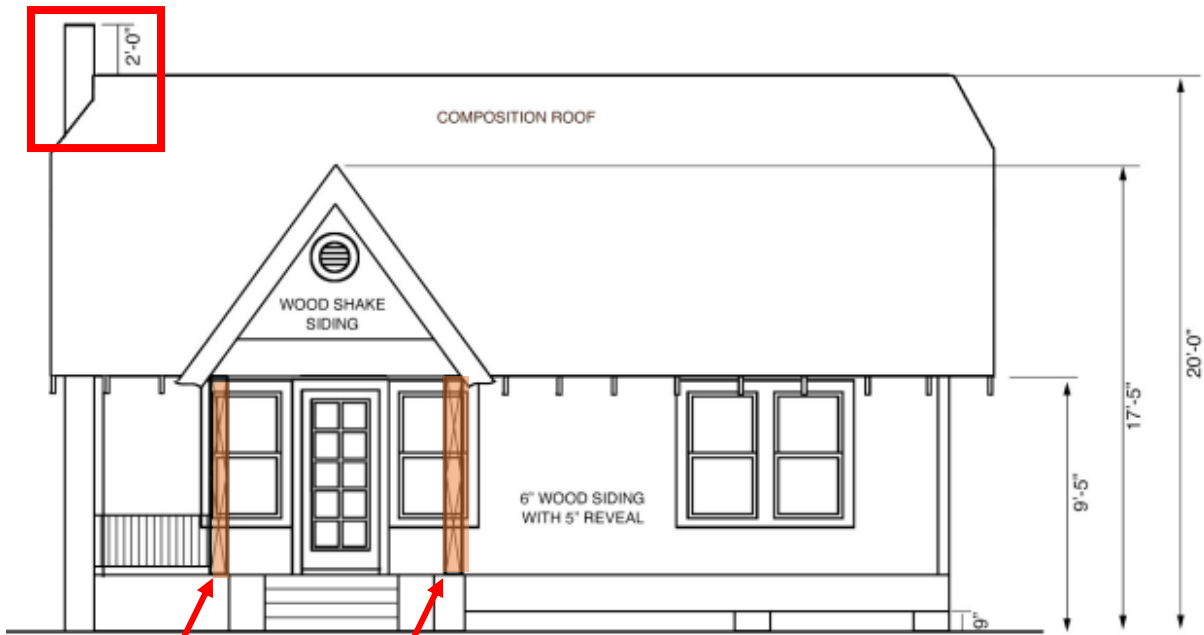 2'-0"
COMPOSITION ROOF
WOOD SHAKE
SIDING
6" WOOD SIDING
WITH 5" REVEAL
9'-5"
17'-5"
20'-0"
9"